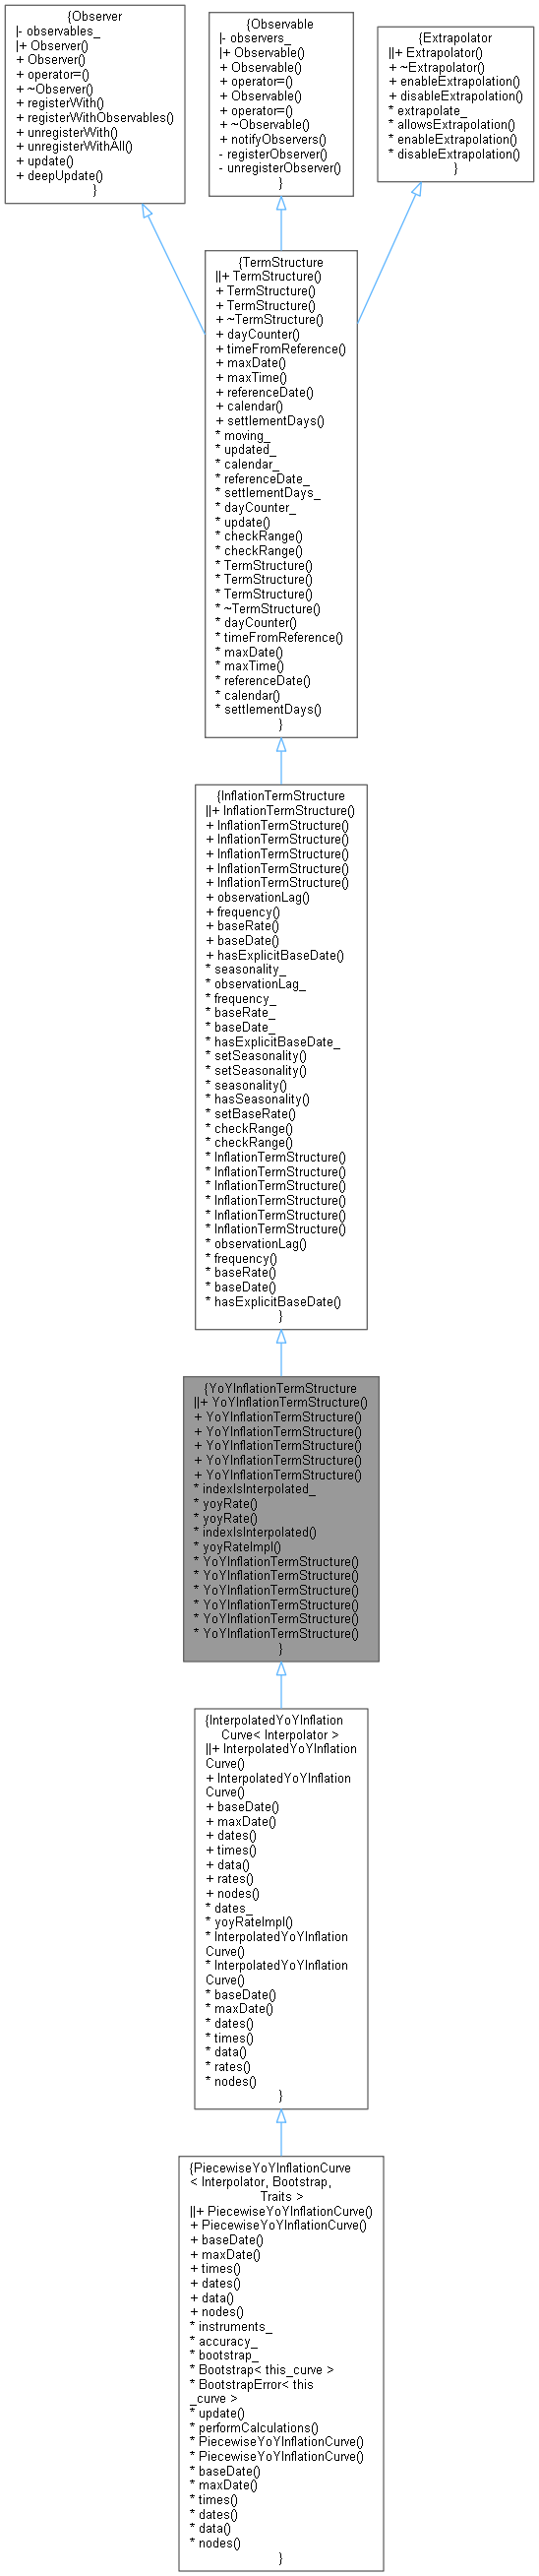 {Observer
|- observables_
|+ Observer()
+ Observer()
+ operator=()
+ ~Observer()
+ registerWith()
+ registerWithObservables()
+ unregisterWith()
+ unregisterWithAll()
+ update()
+ deepUpdate()
}
{Observable
|- observers_
|+ Observable()
+ Observable()
+ operator=()
+ Observable()
+ operator=()
+ ~Observable()
+ notifyObservers()
- registerObserver()
- unregisterObserver()
}
{Extrapolator
||+ Extrapolator()
+ ~Extrapolator()
+ enableExtrapolation()
+ disableExtrapolation()
* extrapolate_
* allowsExtrapolation()
* enableExtrapolation()
* disableExtrapolation()
}
{TermStructure
||+ TermStructure()
+ TermStructure()
+ TermStructure()
+ ~TermStructure()
+ dayCounter()
+ timeFromReference()
+ maxDate()
+ maxTime()
+ referenceDate()
+ calendar()
+ settlementDays()
* moving_
* updated_
* calendar_
* referenceDate_
* settlementDays_
* dayCounter_
* update()
* checkRange()
* checkRange()
* TermStructure()
* TermStructure()
* TermStructure()
* ~TermStructure()
* dayCounter()
* timeFromReference()
* maxDate()
* maxTime()
* referenceDate()
* calendar()
* settlementDays()
}
{InflationTermStructure
||+ InflationTermStructure()
+ InflationTermStructure()
+ InflationTermStructure()
+ InflationTermStructure()
+ InflationTermStructure()
+ InflationTermStructure()
+ observationLag()
+ frequency()
+ baseRate()
+ baseDate()
+ hasExplicitBaseDate()
* seasonality_
* observationLag_
* frequency_
* baseRate_
* baseDate_
* hasExplicitBaseDate_
* setSeasonality()
* setSeasonality()
* seasonality()
* hasSeasonality()
* setBaseRate()
* checkRange()
* checkRange()
* InflationTermStructure()
* InflationTermStructure()
* InflationTermStructure()
* InflationTermStructure()
* InflationTermStructure()
* InflationTermStructure()
* observationLag()
* frequency()
* baseRate()
* baseDate()
* hasExplicitBaseDate()
}
{YoYInflationTermStructure
||+ YoYInflationTermStructure()
+ YoYInflationTermStructure()
+ YoYInflationTermStructure()
+ YoYInflationTermStructure()
+ YoYInflationTermStructure()
+ YoYInflationTermStructure()
* indexIsInterpolated_
* yoyRate()
* yoyRate()
* indexIsInterpolated()
* yoyRateImpl()
* YoYInflationTermStructure()
* YoYInflationTermStructure()
* YoYInflationTermStructure()
* YoYInflationTermStructure()
* YoYInflationTermStructure()
* YoYInflationTermStructure()
}
{InterpolatedYoYInflation
Curve< Interpolator >
||+ InterpolatedYoYInflation
Curve()
+ InterpolatedYoYInflation
Curve()
+ baseDate()
+ maxDate()
+ dates()
+ times()
+ data()
+ rates()
+ nodes()
* dates_
* yoyRateImpl()
* InterpolatedYoYInflation
Curve()
* InterpolatedYoYInflation
Curve()
* baseDate()
* maxDate()
* dates()
* times()
* data()
* rates()
* nodes()
}
{PiecewiseYoYInflationCurve
< Interpolator, Bootstrap,
Traits >
||+ PiecewiseYoYInflationCurve()
+ PiecewiseYoYInflationCurve()
+ baseDate()
+ maxDate()
+ times()
+ dates()
+ data()
+ nodes()
* instruments_
* accuracy_
* bootstrap_
* Bootstrap< this_curve >
* BootstrapError< this
_curve >
* update()
* performCalculations()
* PiecewiseYoYInflationCurve()
* PiecewiseYoYInflationCurve()
* baseDate()
* maxDate()
* times()
* dates()
* data()
* nodes()
}